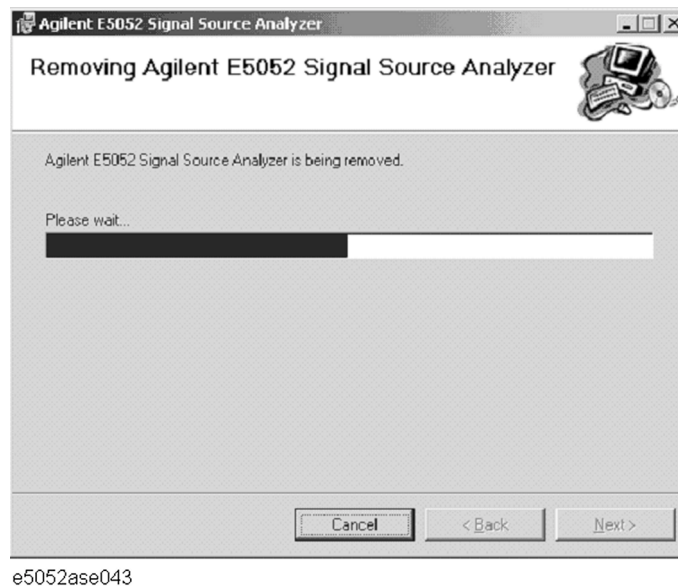 Agilent E5052 Signal Source Analyzer
Removing Agilent E5052 Signal Source Analyzer
Agilent E5052 Signal Source Analyzer is being removed.
Please wait...
Cancel
< Back
Next >
e5052ase043